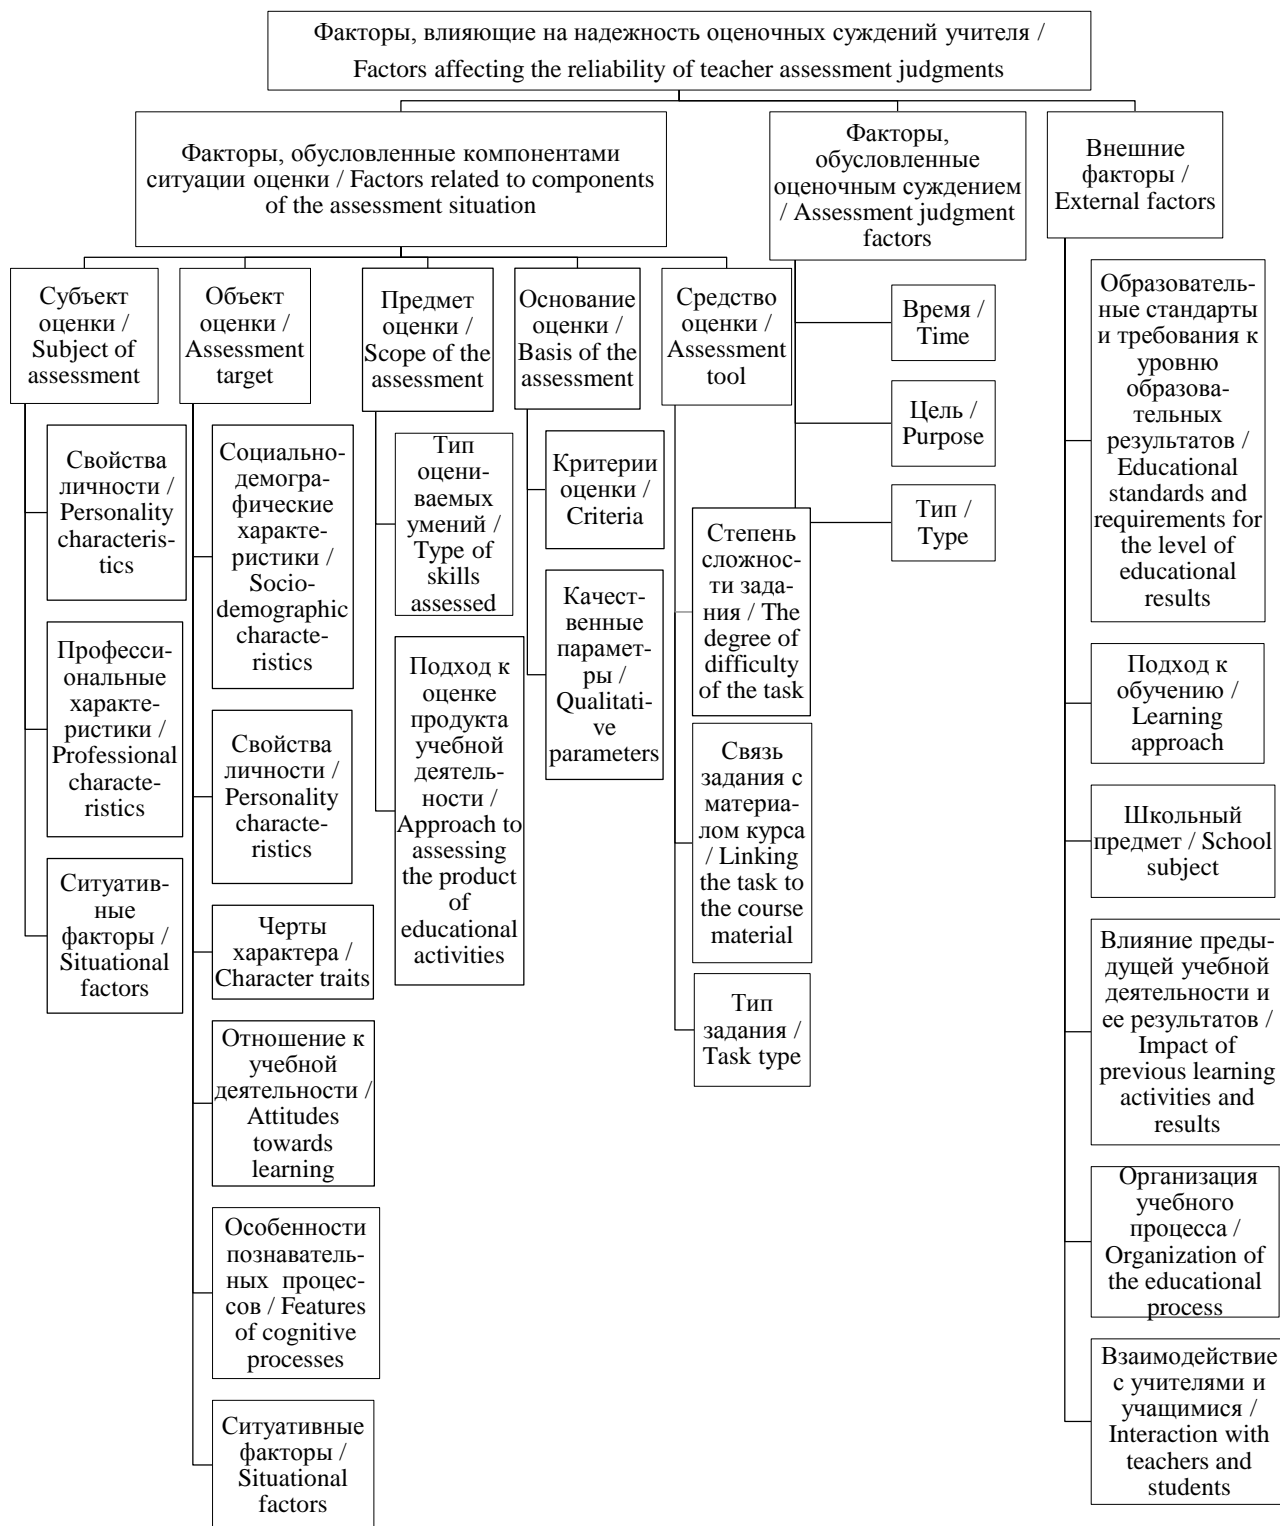 Факторы, влияющие на надежность оценочных суждений учителя /
Factors affecting the reliability of teacher assessment judgments
Факторы, обусловленные компонентами
ситуации оценки / Factors related to components
of the assessment situation
Факторы,
обусловленные
оценочным суждением
/ Assessment judgment
factors
Внешние
факторы /
External factors
Субъект
оценки /
Subject of
assessment
Объект
оценки /
Assessment
target
Предмет
оценки /
Scope of the
assessment
Основание
оценки /
Basis of the
assessment
Средство
оценки /
Assessment
tool
Свойства
личности /
Personality
characteris-
tics
Професси-
ональные
характе-
ристики /
Professional
characte-
ristics
Ситуатив-
ные
факторы /
Situational
factors
Социально-
демогра-
фические
характе-
ристики /
Socio-
demographic
characte-
ristics
Свойства
личности /
Personality
characte-
ristics
Черты
характера /
Character traits
Отношение к
учебной
деятельности /
Attitudes
towards
learning
Особенности
познаватель-
ных процес-
сов / Features
of cognitive
processes
Ситуативные
факторы /
Situational
factors
Тип
оцени-
ваемых
умений /
Type of
skills
assessed
Подход к
оценке
продукта
учебной
деятель-
ности /
Approach to
assessing
the product
of
educational
activities
Критерии
оценки /
Criteria
Качест-
венные
парамет-
ры /
Qualitati-
ve
parameters
Степень
сложнос-
ти зада-
ния / The
degree of
difficulty
of the task
Связь
задания с
материа-
лом курса
/ Linking
the task to
the course
material
Тип
задания /
Task type
Время /
Time
Цель /
Purpose
Тип /
Type
Образователь-
ные стандарты
и требования к
уровню
образова-
тельных
результатов /
Educational
standards and
requirements for
the level of
educational
results
Подход к
обучению /
Learning
approach
Школьный
предмет / School
subject
Влияние преды-
дущей учебной
деятельности и
ее результатов /
Impact of
previous learning
activities and
results
Организация
учебного
процесса /
Organization of
the educational
process
Взаимодействие
с учителями и
учащимися /
Interaction with
teachers and
students